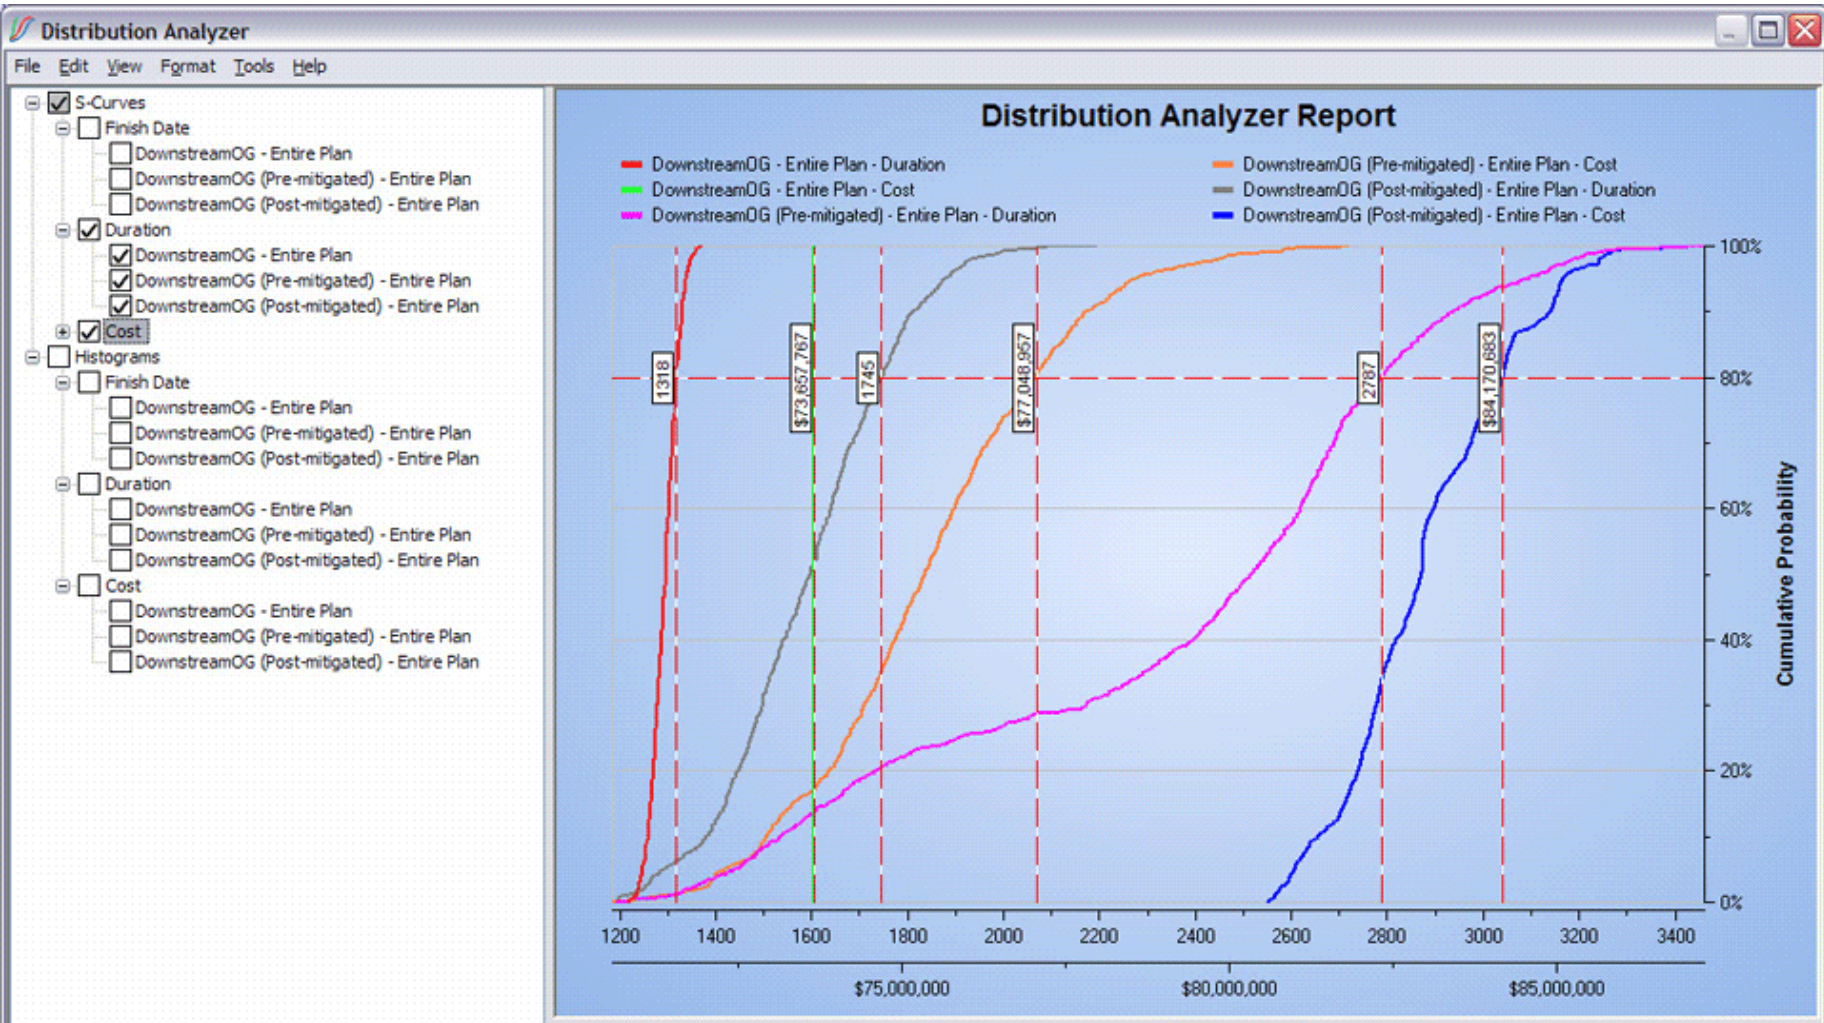 Distribution Analyzer
File Edit View Format Tools Help
S-Curves
Finish Date
DownstreamOG - Entire Plan
DownstreamOG (Pre-mitigated) - Entire Plan
DownstreamOG (Post-mitigated) - Entire Plan
Duration
DownstreamOG - Entire Plan
DownstreamOG (Pre-mitigated) - Entire Plan
DownstreamOG (Post-mitigated) - Entire Plan
Cost
Histograms
Finish Date
DownstreamOG - Entire Plan
DownstreamOG (Pre-mitigated) - Entire Plan
DownstreamOG (Post-mitigated) - Entire Plan
Duration
DownstreamOG - Entire Plan
DownstreamOG (Pre-mitigated) - Entire Plan
DownstreamOG (Post-mitigated) - Entire Plan
Cost
DownstreamOG - Entire Plan
DownstreamOG (Pre-mitigated) - Entire Plan
DownstreamOG (Post-mitigated) - Entire Plan
Distribution Analyzer Report
DownstreamOG - Entire Plan - Duration
DownstreamOG - Entire Plan - Cost
DownstreamOG (Pre-mitigated) - Entire Plan - Duration
DownstreamOG (Pre-mitigated) - Entire Plan - Cost
DownstreamOG (Post-mitigated) - Entire Plan - Duration
DownstreamOG (Post-mitigated) - Entire Plan - Cost
1318
$73,657,767
1745
$77,048,957
2787
$84,170,683
100%
80%
60%
40%
20%
0%
Cumulative Probability
1200 1400 1600 1800 2000 2200 2400 2600 2800 3000 3200 3400
$75,000,000 $80,000,000 $85,000,000